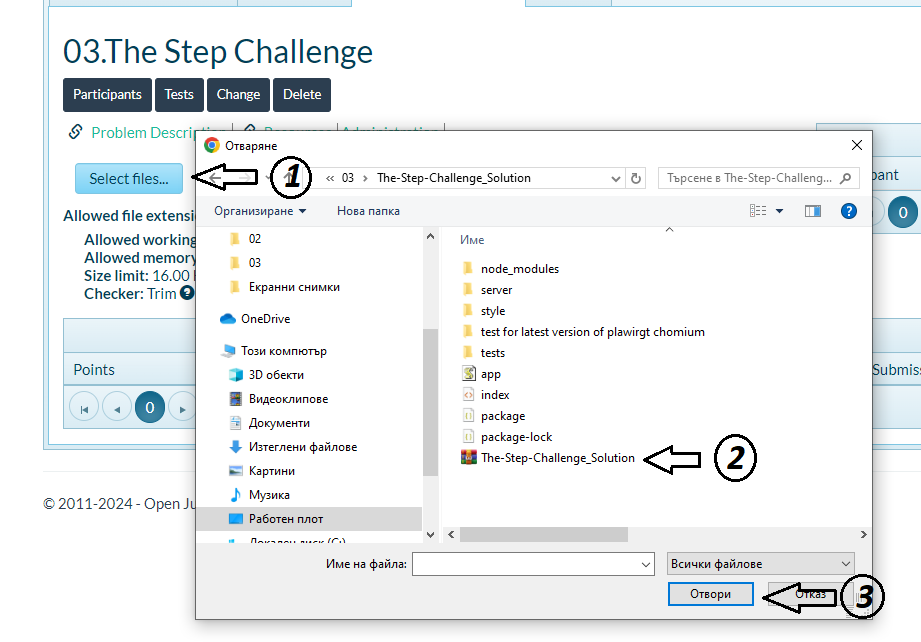 03.The Step Challenge
Participants Tests Change Delete
Problem Description Resources Administration
Отваряне
Select files...
1
« 03 › The-Step-Challenge_Solution
Търсене в The-Step-Challeng...
Организиране Нова папка
0
Allowed file
Allowed working
Allowed memory
Size limit: 16.00
Checker: Trim ?
02
03
Екранни снимки
OneDrive
Този компютър
3D обекти
Видеоклипове
Документи
Изтеглени файлове
Картини
Музика
Работен плот
Локален диск (C:)
Име
node_modules
server
style
test for latest version of plawirgt chomium
tests
app
index
package
package-lock
The-Step-Challenge_Solution
2
Points
0
© 2011-2024 - Open
Име на файла:
Всички файлове
Отвори
Отказ
3